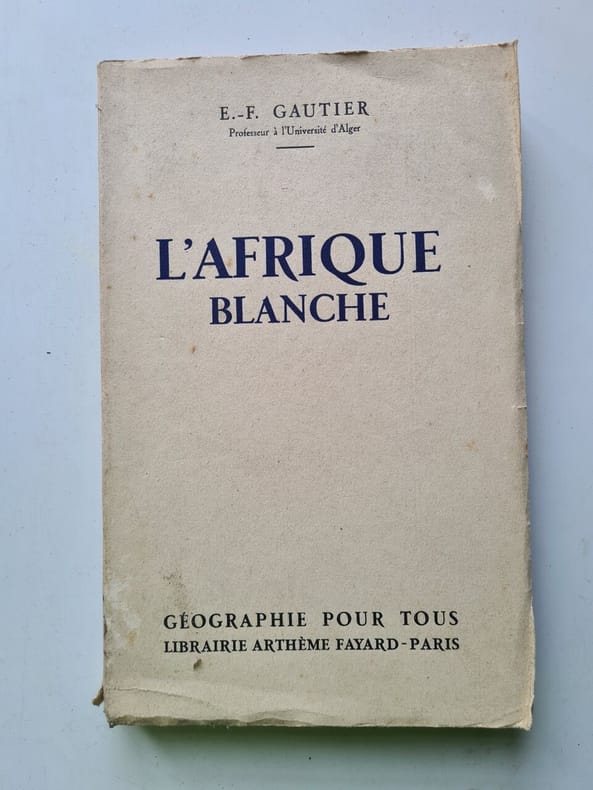 E.-F. GAUTIER
Professeur à l'Université d'Alger
L'AFRIQUE
BLANCHE
GÉOGRAPHIE POUR TOUS
LIBRAIRIE ARTHÈME FAYARD-PARIS